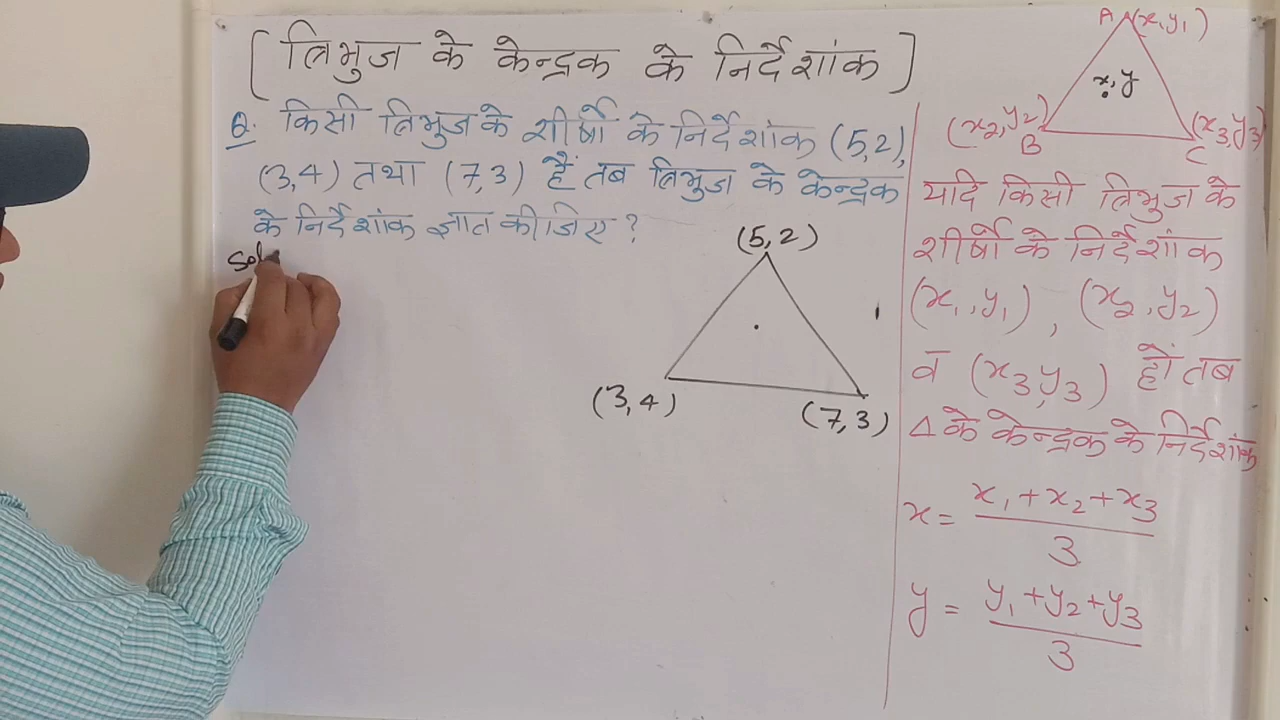 [त्रिभुज के केन्द्रक के निर्देशांक]
Q. किसी त्रिभुज के शीर्षो के निर्देशांक (5,2),
(3,4) तथा (7,3) हैं तब त्रिभुज के केन्द्रक
के निर्देशांक ज्ञात कीजिए ?
Sol
(5,2)
(3,4)
(7,3)
A (x,y₁)
x,y
(x₂,y₂)
B
(x₃,y₃)
C
यदि किसी त्रिभुज के
शीर्षो के निर्देशांक
(x₁,y₁), (x₂,y₂)
व (x₃,y₃) हों तब
Δ के केन्द्रक के निर्देशांक
x = x₁+x₂+x₃
3
y = y₁+y₂+y₃
3